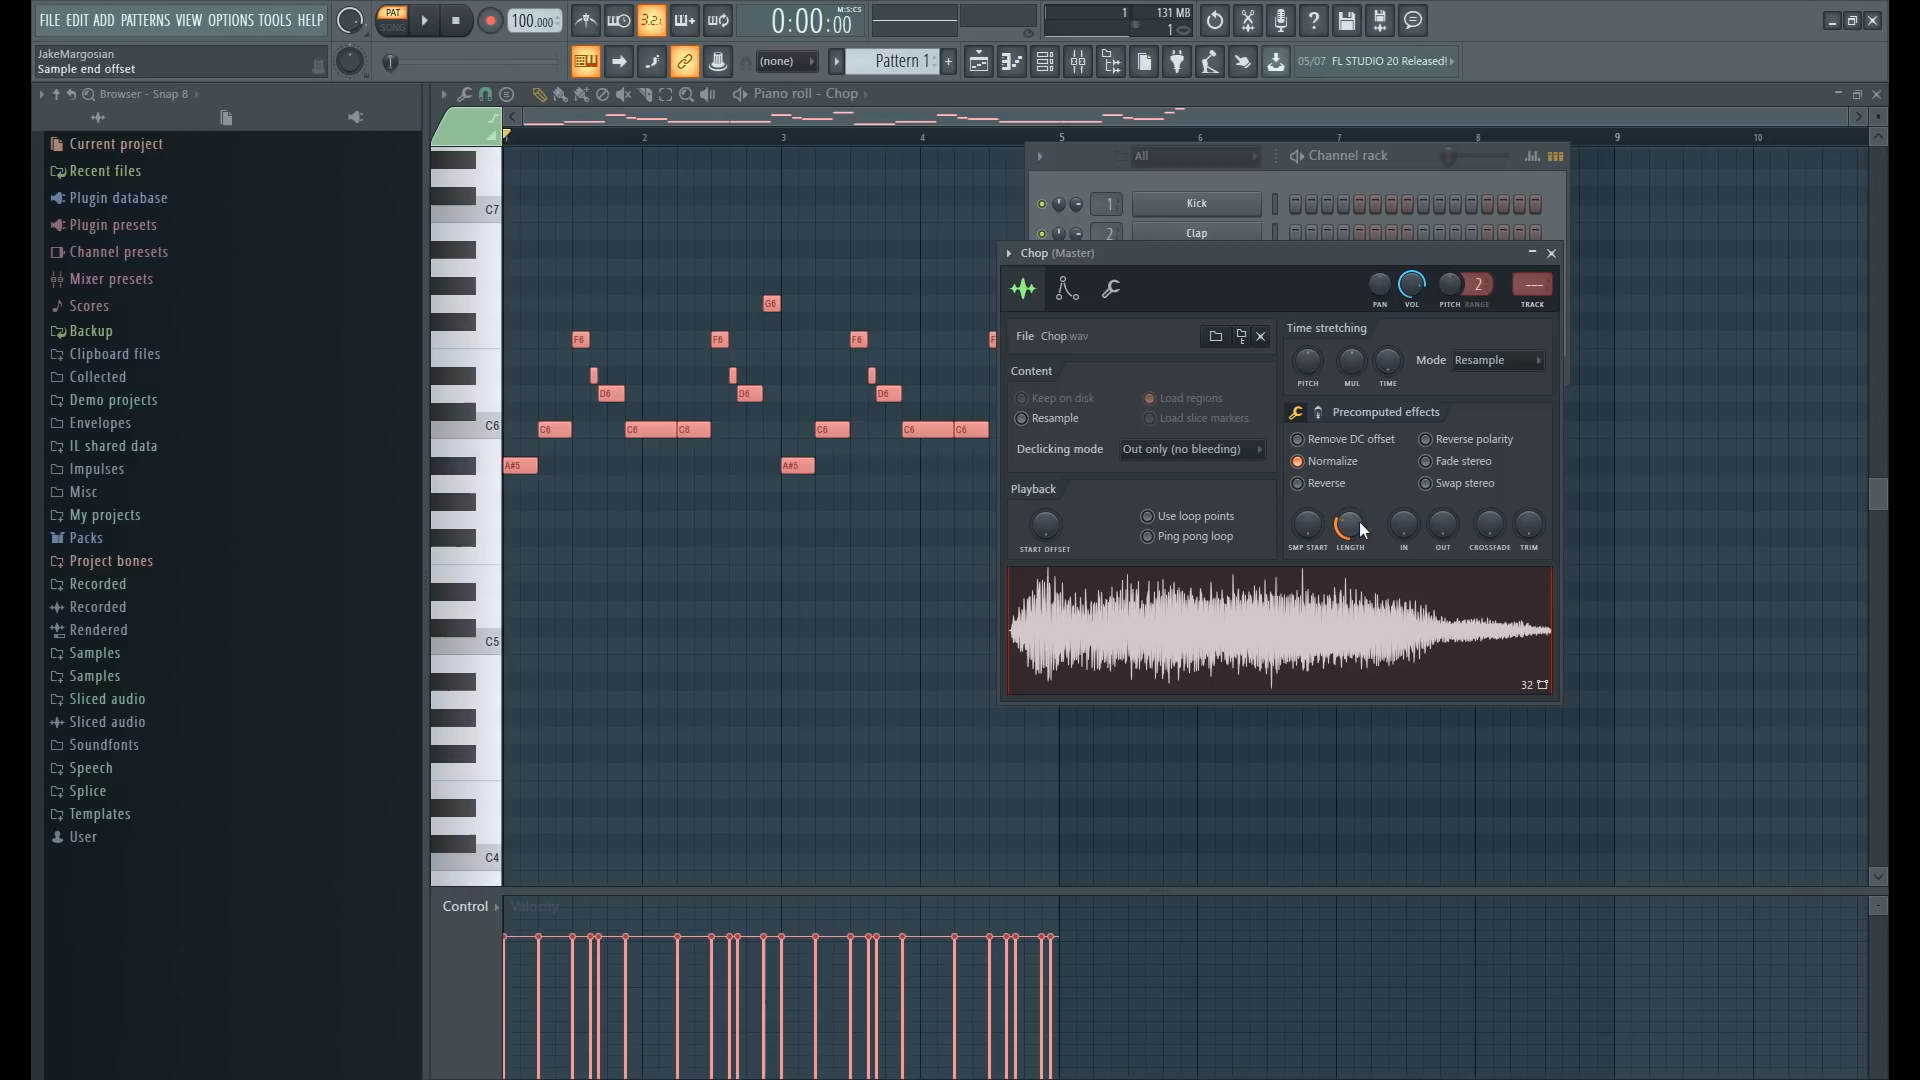 FILE EDIT ADD PATTERNS VIEW OPTIONS TOOLS HELP
PAT
SONG
100.000
3.2.
0:00:00
M:S:CS
1
131 MB
1
JakeMargosian
Sample end offset
(none)
Pattern 1
05/07 FL STUDIO 20 Released!
Browser - Snap 8
Piano roll - Chop
Current project
Recent files
Plugin database
Plugin presets
Channel presets
Mixer presets
Scores
Backup
Clipboard files
Collected
Demo projects
Envelopes
IL shared data
Impulses
Misc
My projects
Packs
Project bones
Recorded
Recorded
Rendered
Samples
Samples
Sliced audio
Sliced audio
Soundfonts
Speech
Splice
Templates
User
2 3 4 5 6 7 8 9 10
C7
C6
C5
C4
G6
F6 F6 F6 F
D6 D6 D6
C6 C6 C6 C6 C6 C6
A#5 A#5
All
Channel rack
1 Kick
2 Clap
Chop (Master)
2
---
PAN VOL PITCH RANGE TRACK
File Chop.wav
Time stretching
PITCH MUL TIME
Mode Resample
Content
Keep on disk
Load regions
Resample
Load slice markers
Declicking mode Out only (no bleeding)
Precomputed effects
Remove DC offset
Reverse polarity
Normalize
Fade stereo
Reverse
Swap stereo
Playback
START OFFSET
Use loop points
Ping pong loop
SMP START LENGTH IN OUT CROSSFADE TRIM
32
Control
Velocity